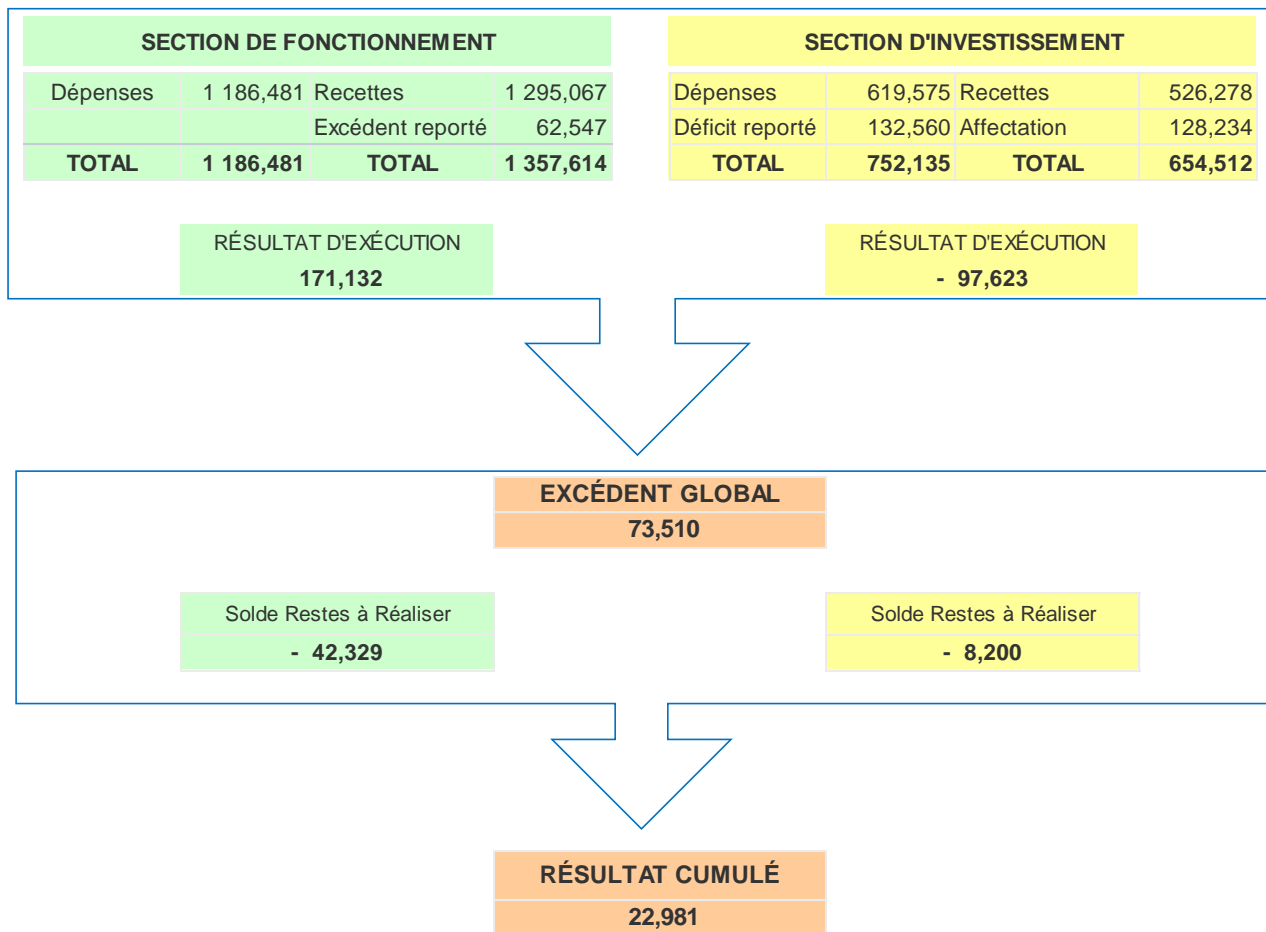 SECTION DE FONCTIONNEMENT
Dépenses 1 186,481 Recettes 1 295,067
Excédent reporté 62,547
TOTAL 1 186,481 TOTAL 1 357,614
SECTION D'INVESTISSEMENT
Dépenses 619,575 Recettes 526,278
Déficit reporté 132,560 Affectation 128,234
TOTAL 752,135 TOTAL 654,512
RÉSULTAT D'EXÉCUTION
171,132
RÉSULTAT D'EXÉCUTION
- 97,623
EXCÉDENT GLOBAL
73,510
Solde Restes à Réaliser
- 42,329
Solde Restes à Réaliser
- 8,200
RÉSULTAT CUMULÉ
22,981